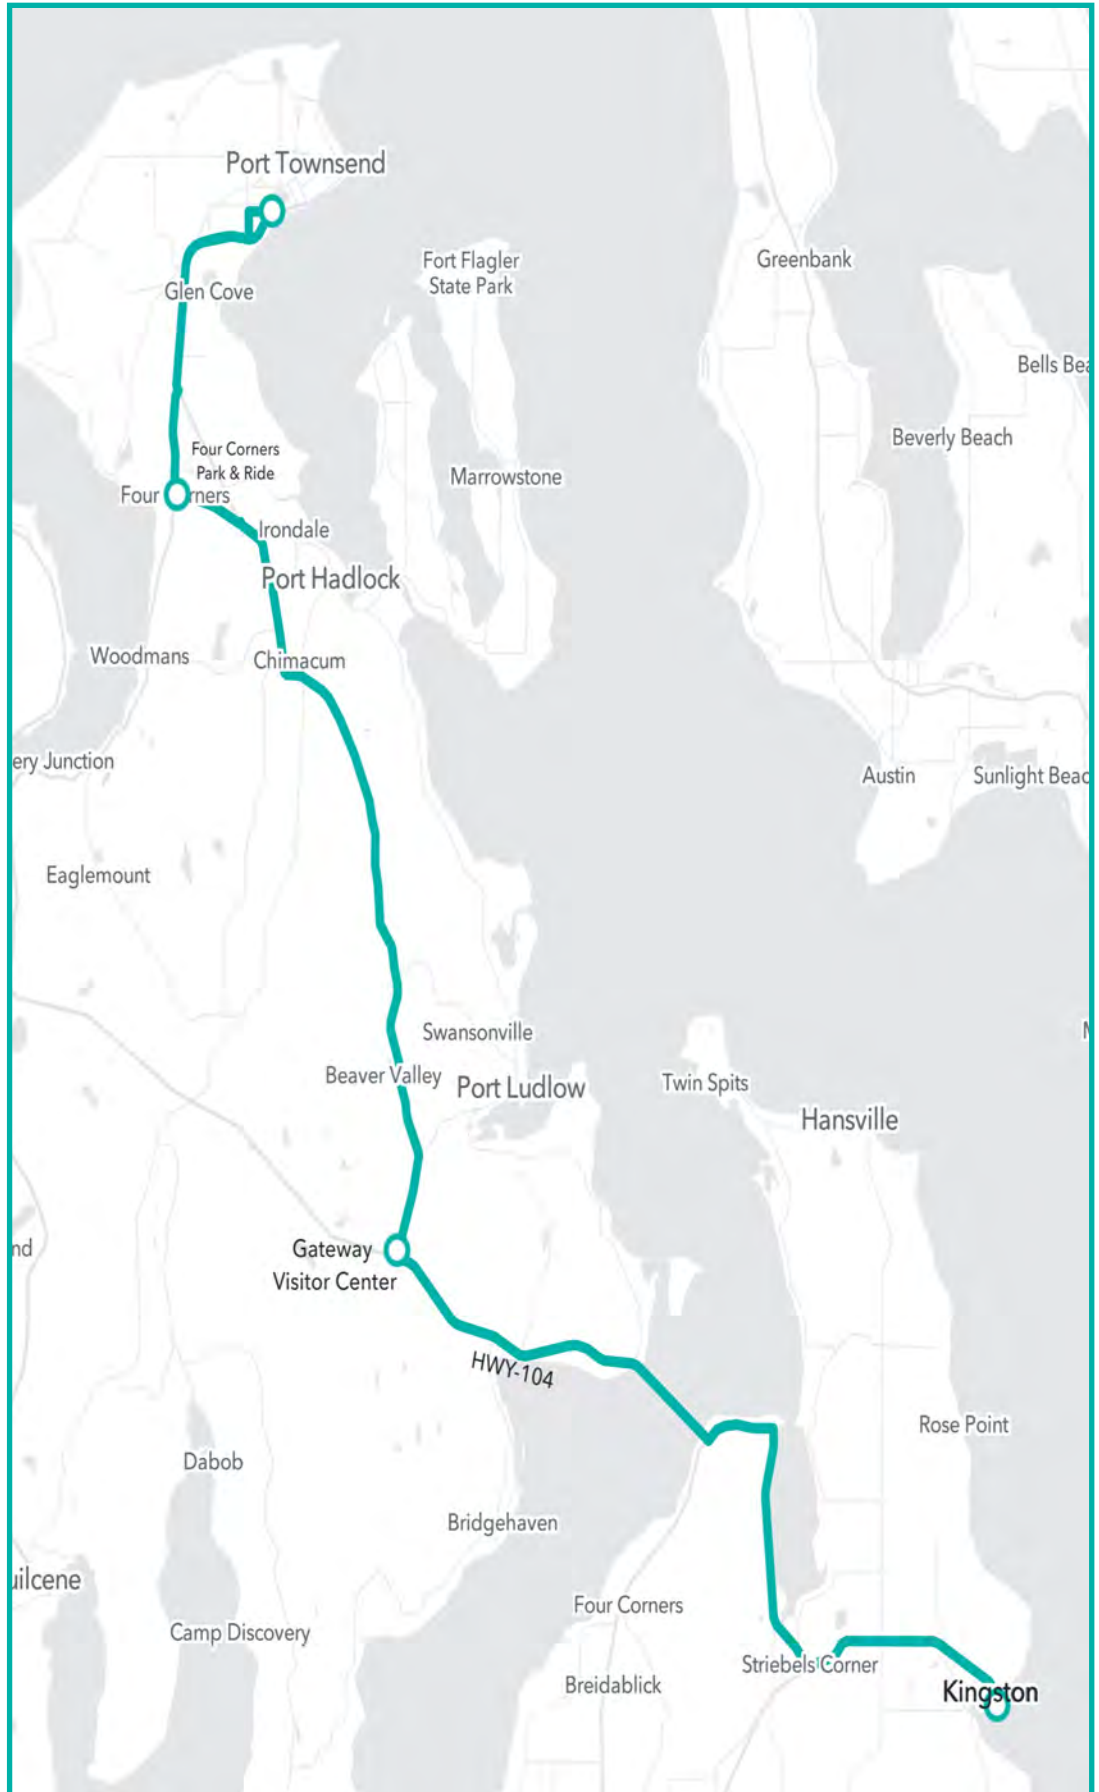 Port Townsend
Fort Flagler
State Park
Greenbank
Glen Cove
Bells Bea
Beverly Beach
Four Corners
Park & Ride
Marrowstone
Four rners
Irondale
Port Hadlock
Woodmans
Chimacum
ery Junction
Austin
Sunlight Beac
Eaglemount
Swansonville
Beaver Valley
Port Ludlow
Twin Spits
Hansville
Gateway
Visitor Center
nd
HWY-104
Rose Point
Dabob
Bridgehaven
uilcene
Four Corners
Camp Discovery
Striebels Corner
Breidablick
Kingston